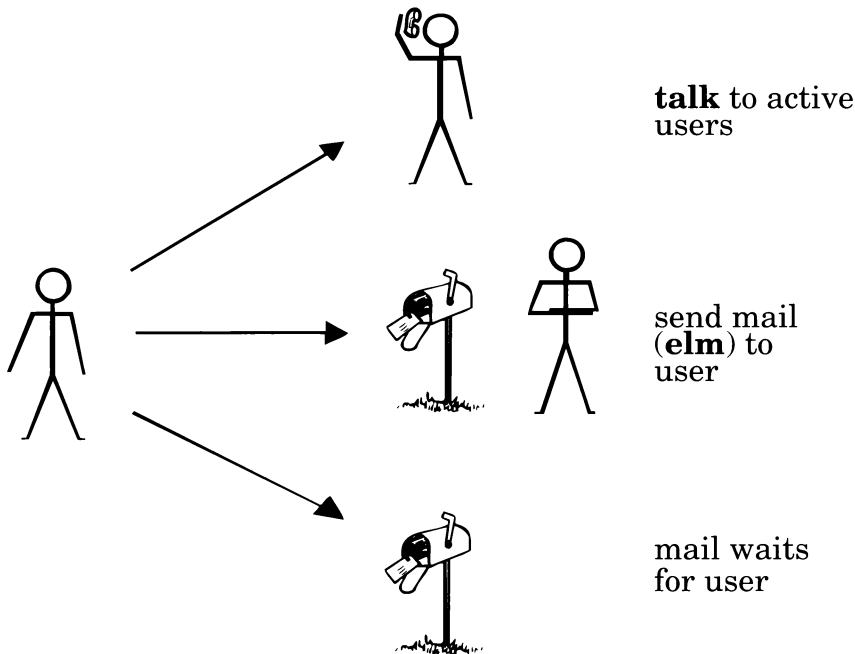 talk to active
users
send mail
(elm) to
user
mail waits
for user